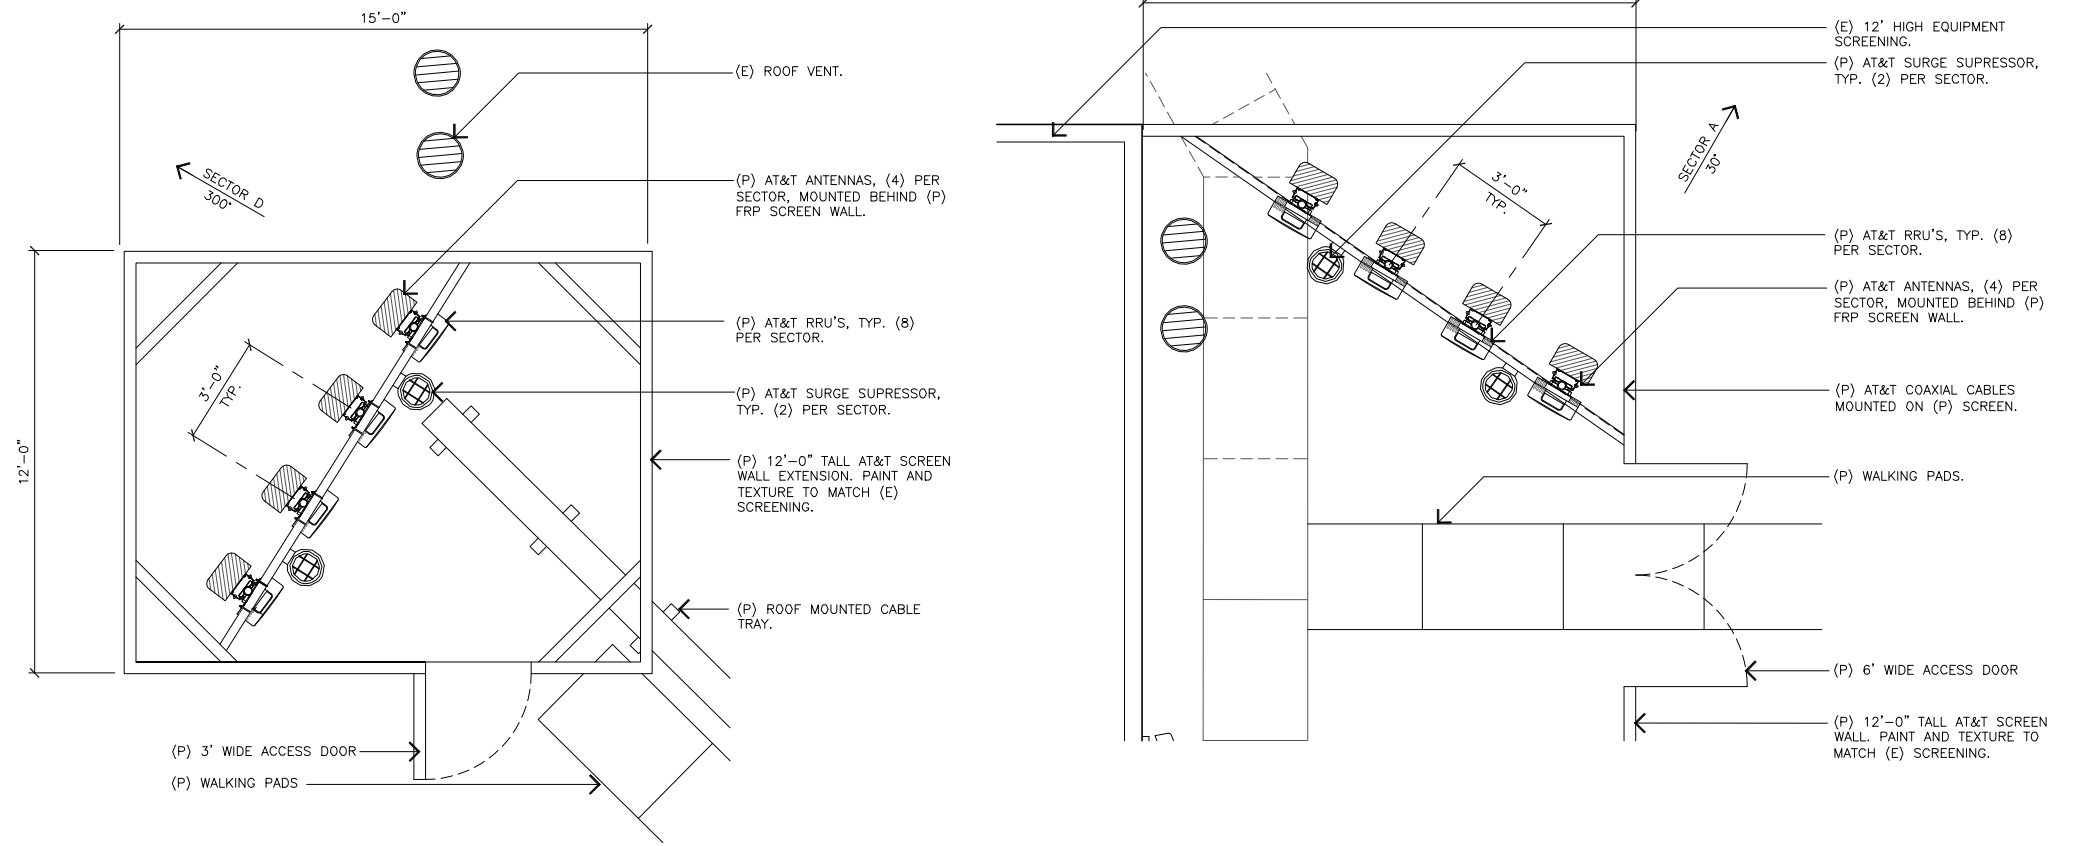 15'-0"
(E) ROOF VENT.
SECTOR D
300°
(P) AT&T ANTENNAS, (4) PER
SECTOR, MOUNTED BEHIND (P)
FRP SCREEN WALL.
(P) AT&T RRU'S, TYP. (8)
PER SECTOR.
3'-0"
TYP.
(P) AT&T SURGE SUPRESSOR,
TYP. (2) PER SECTOR.
12'-0"
(P) 12'-0" TALL AT&T SCREEN
WALL EXTENSION. PAINT AND
TEXTURE TO MATCH (E)
SCREENING.
(P) ROOF MOUNTED CABLE
TRAY.
(P) 3' WIDE ACCESS DOOR
(P) WALKING PADS
(E) 12' HIGH EQUIPMENT
SCREENING.
(P) AT&T SURGE SUPRESSOR,
TYP. (2) PER SECTOR.
SECTOR A
30°
3'-0"
TYP.
(P) AT&T RRU'S, TYP. (8)
PER SECTOR.
(P) AT&T ANTENNAS, (4) PER
SECTOR, MOUNTED BEHIND (P)
FRP SCREEN WALL.
(P) AT&T COAXIAL CABLES
MOUNTED ON (P) SCREEN.
(P) WALKING PADS.
(P) 6' WIDE ACCESS DOOR
(P) 12'-0" TALL AT&T SCREEN
WALL. PAINT AND TEXTURE TO
MATCH (E) SCREENING.